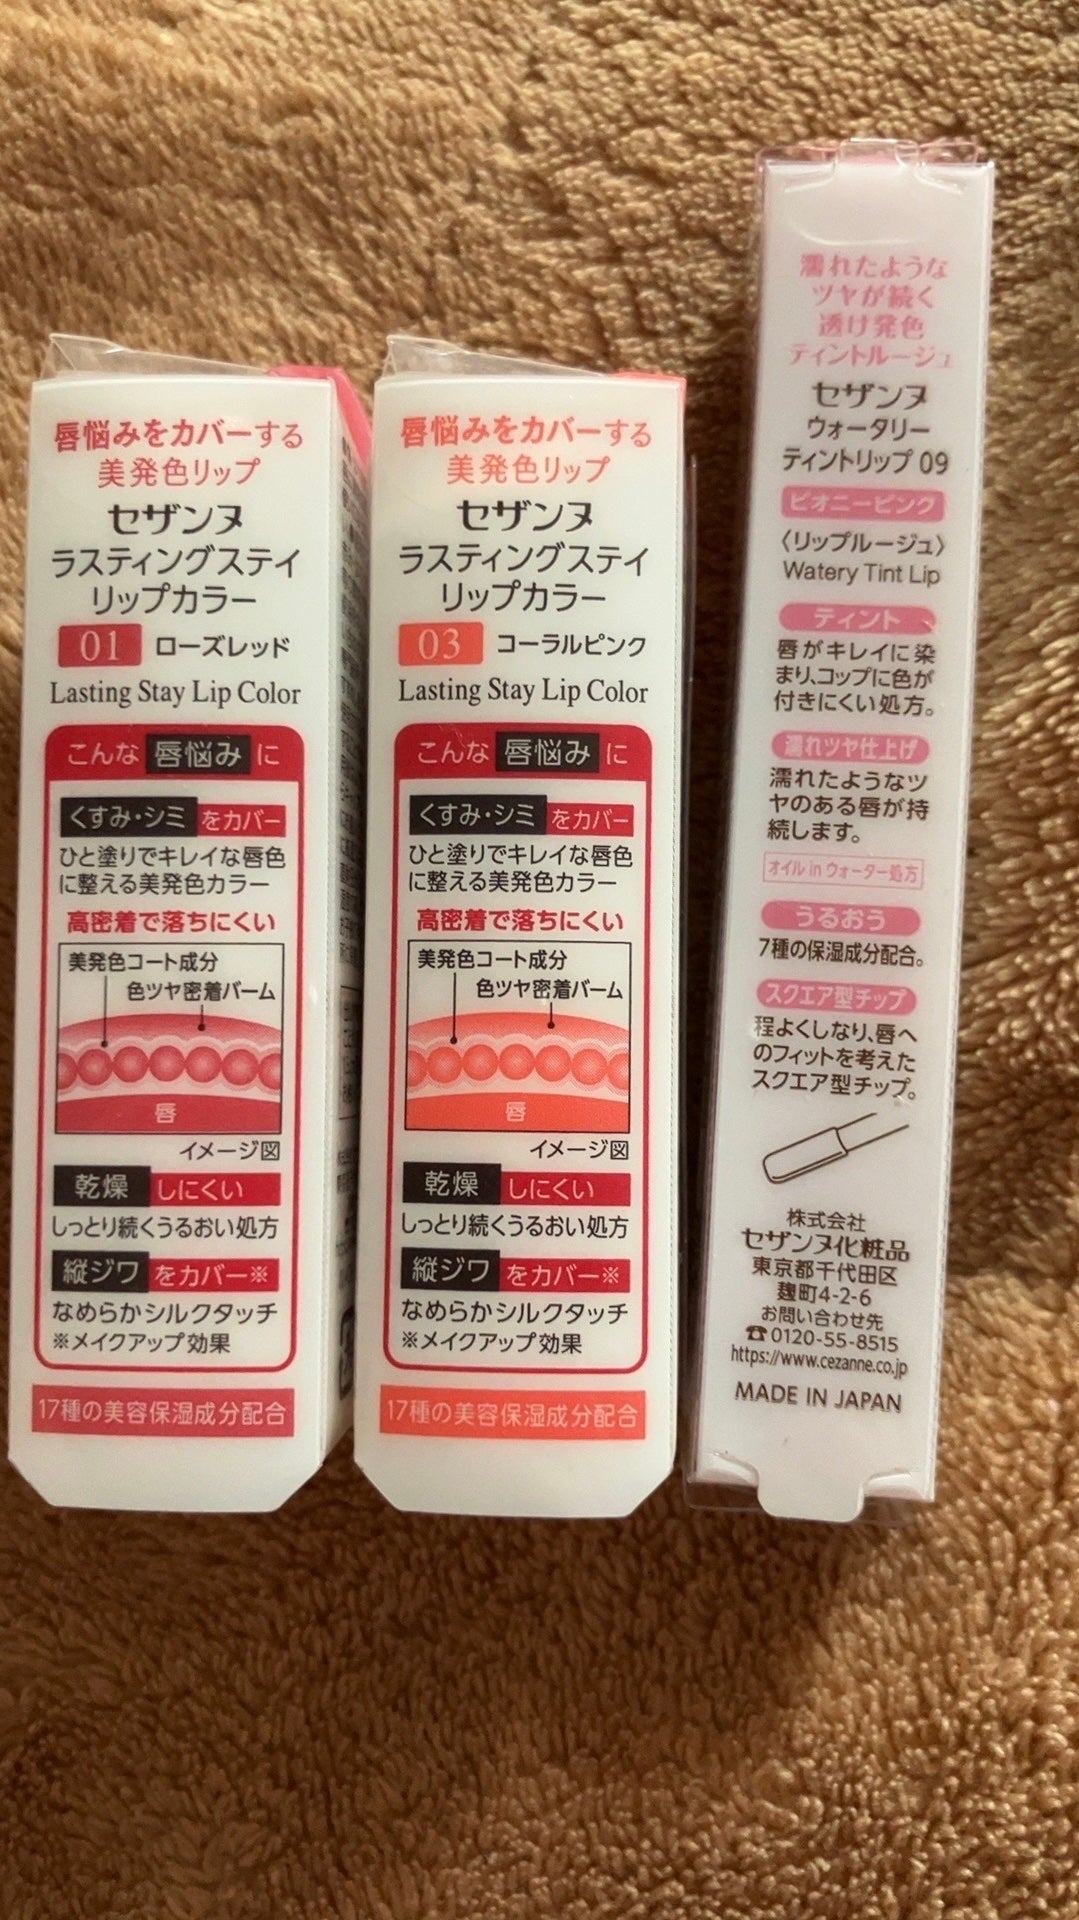 唇悩みをカバーする
美発色リップ
セザンヌ
ラスティングステイ
リップカラー
01 ローズレッド
Lasting Stay Lip Color
こんな 唇悩み に
くすみ・シミ をカバー
ひと塗りでキレイな唇色
に整える美発色カラー
高密着で落ちにくい
美発色コート成分
色ツヤ密着バーム
唇
イメージ図
乾燥 しにくい
しっとり続くうるおい処方
縦ジワ をカバー※
なめらかシルクタッチ
※メイクアップ効果
17種の美容保湿成分配合
唇悩みをカバーする
美発色リップ
セザンヌ
ラスティングステイ
リップカラー
03 コーラルピンク
Lasting Stay Lip Color
こんな 唇悩み に
くすみ・シミ をカバー
ひと塗りでキレイな唇色
に整える美発色カラー
高密着で落ちにくい
美発色コート成分
色ツヤ密着バーム
唇
イメージ図
乾燥 しにくい
しっとり続くうるおい処方
縦ジワ をカバー※
なめらかシルクタッチ
※メイクアップ効果
17種の美容保湿成分配合
濡れたような
ツヤが続く
透け発色
ティントルージュ
セザンヌ
ウォータリー
ティントリップ 09
ピオニーピンク
〈リップルージュ〉
Watery Tint Lip
ティント
唇がキレイに染
まり、コップに色が
付きにくい処方。
濡れツヤ仕上げ
濡れたようなツ
ヤのある唇が持
続します。
オイル in ウォーター処方
うるおう
7種の保湿成分配合。
スクエア型チップ
程よくしなり、唇へ
のフィットを考えた
スクエア型チップ。
株式会社
セザンヌ化粧品
東京都千代田区
麹町4-2-6
お問い合わせ先
☎0120-55-8515
https://www.cezanne.co.jp
MADE IN JAPAN